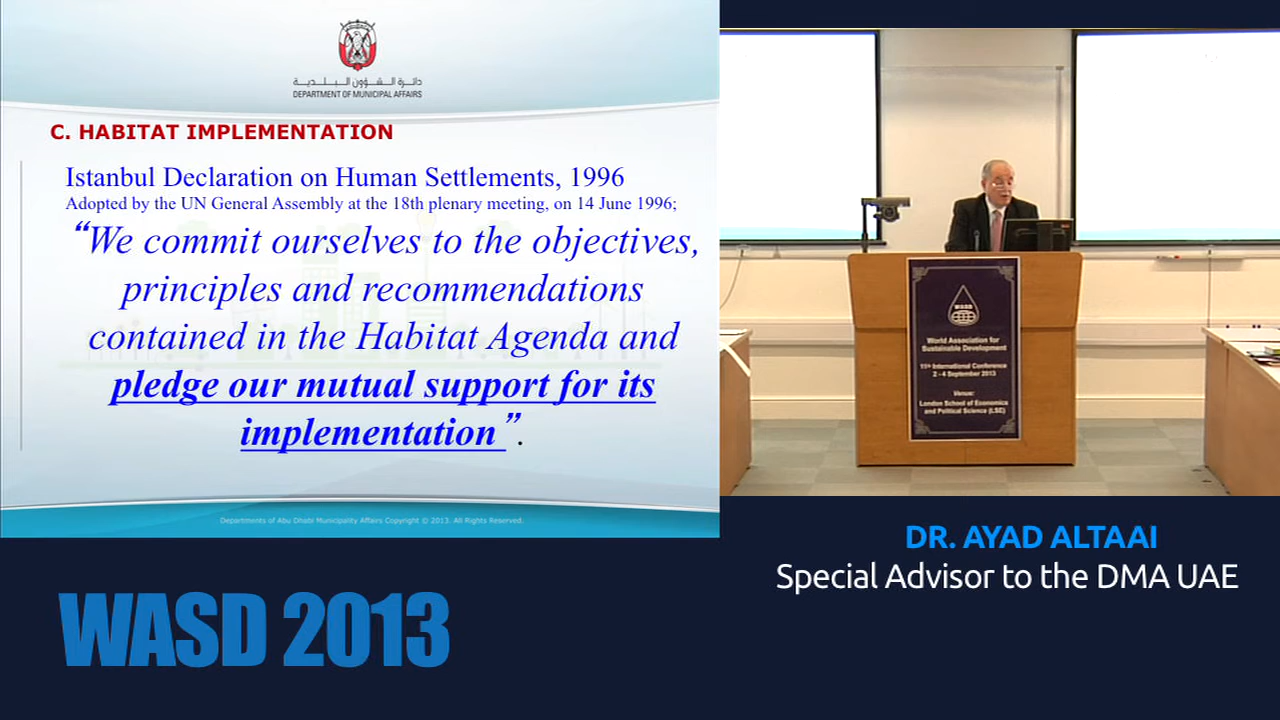 دائرة الشؤون البلدية
DEPARTMENT OF MUNICIPAL AFFAIRS
C. HABITAT IMPLEMENTATION
Istanbul Declaration on Human Settlements, 1996
Adopted by the UN General Assembly at the 18th plenary meeting, on 14 June 1996;
“We commit ourselves to the objectives,
principles and recommendations
contained in the Habitat Agenda and
pledge our mutual support for its
implementation”.
Departments of Abu Dhabi Municipality Affairs Copyright © 2013. All Rights Reserved.
WASD
World Association for
Sustainable Development
11th International Conference
2 - 4 September 2013
Venue:
London School of Economics
and Political Science (LSE)
DR. AYAD ALTAAI
Special Advisor to the DMA UAE
WASD 2013